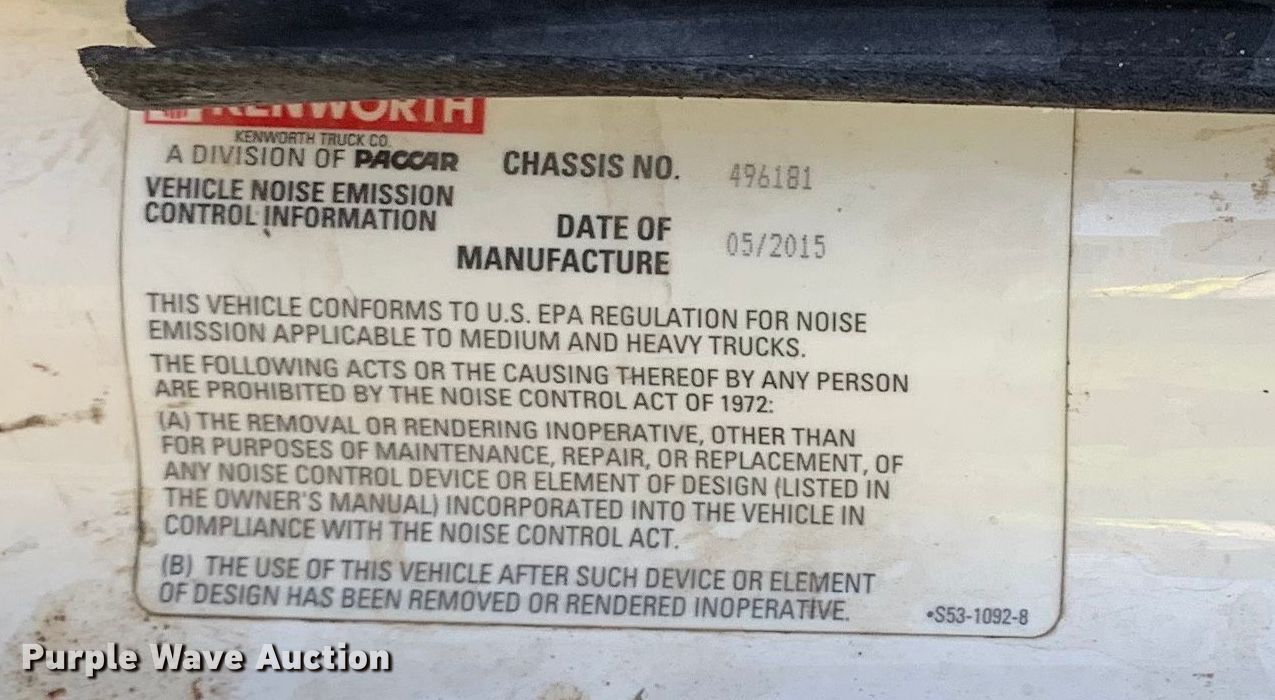 KENWORTH
KENWORTH TRUCK CO.
A DIVISION OF PACCAR
CHASSIS NO. 496181
VEHICLE NOISE EMISSION
CONTROL INFORMATION
DATE OF
MANUFACTURE 05/2015
THIS VEHICLE CONFORMS TO U.S. EPA REGULATION FOR NOISE
EMISSION APPLICABLE TO MEDIUM AND HEAVY TRUCKS.
THE FOLLOWING ACTS OR THE CAUSING THEREOF BY ANY PERSON
ARE PROHIBITED BY THE NOISE CONTROL ACT OF 1972:
(A) THE REMOVAL OR RENDERING INOPERATIVE, OTHER THAN
FOR PURPOSES OF MAINTENANCE, REPAIR, OR REPLACEMENT, OF
ANY NOISE CONTROL DEVICE OR ELEMENT OF DESIGN (LISTED IN
THE OWNER'S MANUAL) INCORPORATED INTO THE VEHICLE IN
COMPLIANCE WITH THE NOISE CONTROL ACT.
(B) THE USE OF THIS VEHICLE AFTER SUCH DEVICE OR ELEMENT
OF DESIGN HAS BEEN REMOVED OR RENDERED INOPERATIVE.
•S53-1092-8
Purple Wave Auction